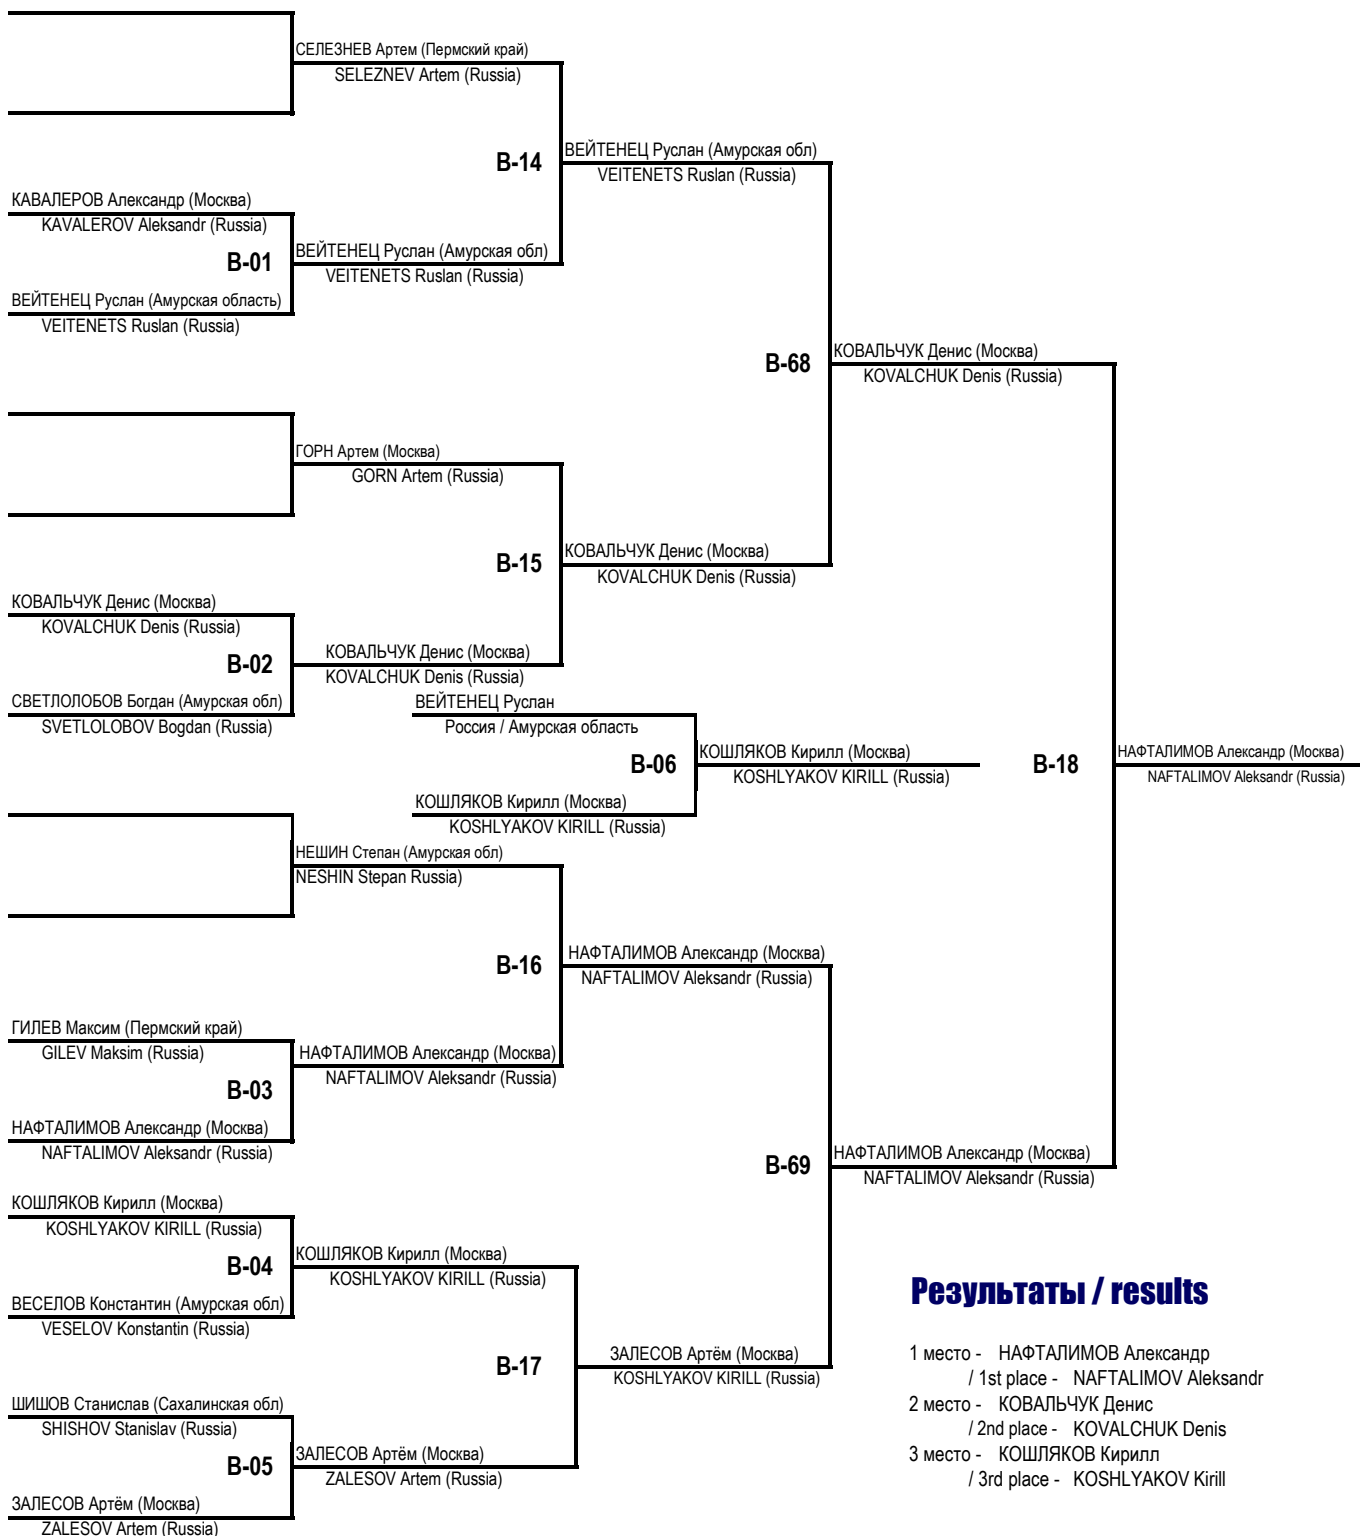 СЕЛЕЗНЕВ Артем (Пермский край)
SELEZNEV Artem (Russia)
B-14
ВЕЙТЕНЕЦ Руслан (Амурская обл)
VEITENETS Ruslan (Russia)
КАВАЛЕРОВ Александр (Москва)
KAVALEROV Aleksandr (Russia)
B-01
ВЕЙТЕНЕЦ Руслан (Амурская обл)
VEITENETS Ruslan (Russia)
ВЕЙТЕНЕЦ Руслан (Амурская область)
VEITENETS Ruslan (Russia)
B-68
КОВАЛЬЧУК Денис (Москва)
KOVALCHUK Denis (Russia)
ГОРН Артем (Москва)
GORN Artem (Russia)
B-15
КОВАЛЬЧУК Денис (Москва)
KOVALCHUK Denis (Russia)
КОВАЛЬЧУК Денис (Москва)
KOVALCHUK Denis (Russia)
B-02
КОВАЛЬЧУК Денис (Москва)
KOVALCHUK Denis (Russia)
СВЕТЛОЛОБОВ Богдан (Амурская обл)
SVETLOLOBOV Bogdan (Russia)
ВЕЙТЕНЕЦ Руслан
Россия / Амурская область
B-06
КОШЛЯКОВ Кирилл (Москва)
KOSHLYAKOV KIRILL (Russia)
B-18
НАФТАЛИМОВ Александр (Москва)
NAFTALIMOV Aleksandr (Russia)
КОШЛЯКОВ Кирилл (Москва)
KOSHLYAKOV KIRILL (Russia)
НЕШИН Степан (Амурская обл)
NESHIN Stepan Russia)
B-16
НАФТАЛИМОВ Александр (Москва)
NAFTALIMOV Aleksandr (Russia)
ГИЛЕВ Максим (Пермский край)
GILEV Maksim (Russia)
B-03
НАФТАЛИМОВ Александр (Москва)
NAFTALIMOV Aleksandr (Russia)
НАФТАЛИМОВ Александр (Москва)
NAFTALIMOV Aleksandr (Russia)
B-69
НАФТАЛИМОВ Александр (Москва)
NAFTALIMOV Aleksandr (Russia)
КОШЛЯКОВ Кирилл (Москва)
KOSHLYAKOV KIRILL (Russia)
B-04
КОШЛЯКОВ Кирилл (Москва)
KOSHLYAKOV KIRILL (Russia)
ВЕСЕЛОВ Константин (Амурская обл)
VESELOV Konstantin (Russia)
B-17
ЗАЛЕСОВ Артём (Москва)
KOSHLYAKOV KIRILL (Russia)
ШИШОВ Станислав (Сахалинская обл)
SHISHOV Stanislav (Russia)
B-05
ЗАЛЕСОВ Артём (Москва)
ZALESOV Artem (Russia)
ЗАЛЕСОВ Артём (Москва)
ZALESOV Artem (Russia)
Результаты / results
1 место - НАФТАЛИМОВ Александр
/ 1st place - NAFTALIMOV Aleksandr
2 место - КОВАЛЬЧУК Денис
/ 2nd place - KOVALCHUK Denis
3 место - КОШЛЯКОВ Кирилл
/ 3rd place - KOSHLYAKOV Kirill